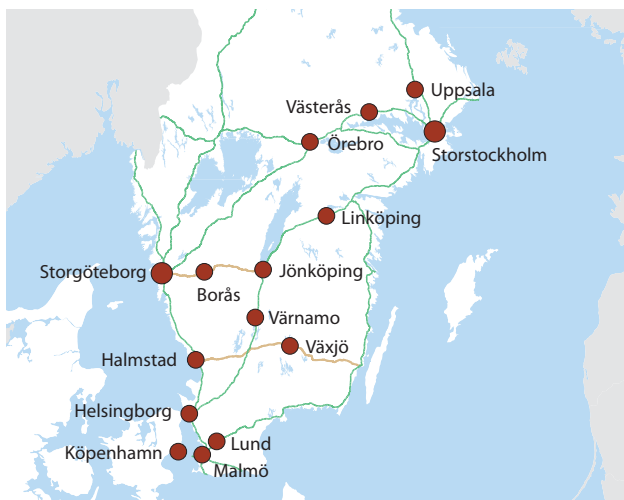 Uppsala
Västerås
Örebro
Storstockholm
Linköping
Storgöteborg
Jönköping
Borås
Värnamo
Växjö
Halmstad
Helsingborg
Lund
Köpenhamn
Malmö